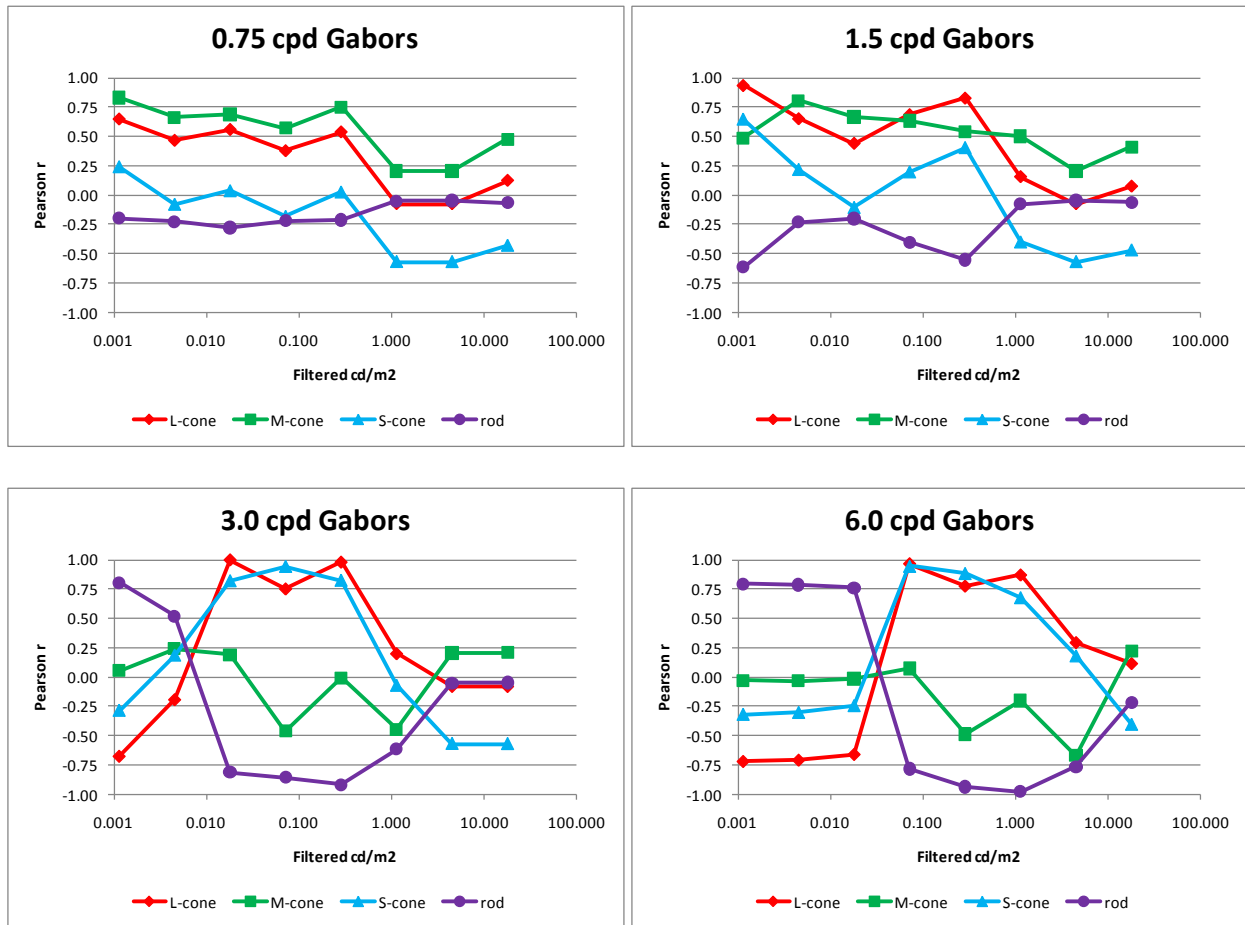 0.75 cpd Gabors
1.00
0.75
0.50
0.25
0.00
-0.25
-0.50
-0.75
-1.00
Pearson r
0.001 0.010 0.100 1.000 10.000 100.000
Filtered cd/m2
L-cone M-cone S-cone rod
1.5 cpd Gabors
1.00
0.75
0.50
0.25
0.00
-0.25
-0.50
-0.75
-1.00
Pearson r
0.001 0.010 0.100 1.000 10.000 100.000
Filtered cd/m2
L-cone M-cone S-cone rod
3.0 cpd Gabors
1.00
0.75
0.50
0.25
0.00
-0.25
-0.50
-0.75
-1.00
Pearson r
0.001 0.010 0.100 1.000 10.000 100.000
Filtered cd/m2
L-cone M-cone S-cone rod
6.0 cpd Gabors
1.00
0.75
0.50
0.25
0.00
-0.25
-0.50
-0.75
-1.00
Pearson r
0.001 0.010 0.100 1.000 10.000 100.000
Filtered cd/m2
L-cone M-cone S-cone rod